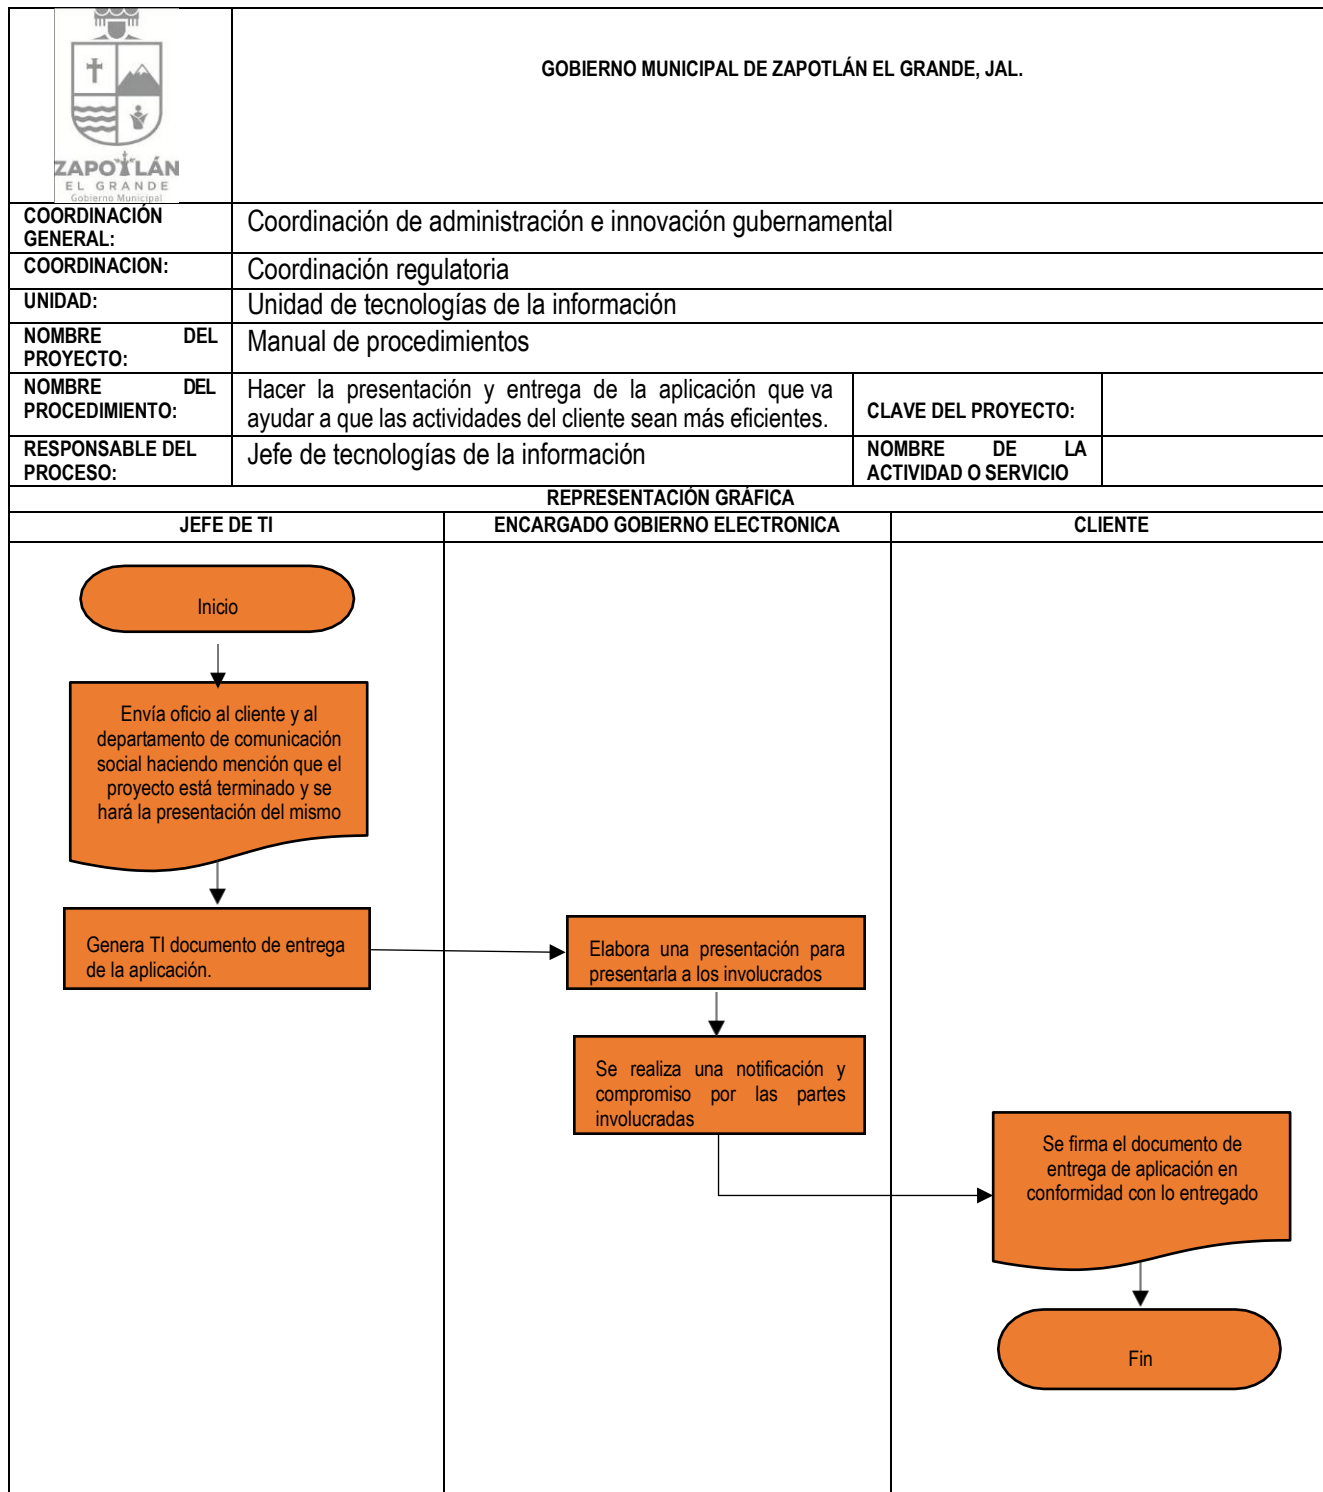 ZAPOTLÁN
EL GRANDE
Gobierno Municipal
GOBIERNO MUNICIPAL DE ZAPOTLÁN EL GRANDE, JAL.
COORDINACIÓN
GENERAL:
Coordinación de administración e innovación gubernamental
COORDINACION:
Coordinación regulatoria
UNIDAD:
Unidad de tecnologías de la información
NOMBRE DEL
PROYECTO:
Manual de procedimientos
NOMBRE DEL
PROCEDIMIENTO:
Hacer la presentación y entrega de la aplicación que va
ayudar a que las actividades del cliente sean más eficientes.
CLAVE DEL PROYECTO:
RESPONSABLE DEL
PROCESO:
Jefe de tecnologías de la información
NOMBRE DE LA
ACTIVIDAD O SERVICIO
REPRESENTACIÓN GRÁFICA
JEFE DE TI
ENCARGADO GOBIERNO ELECTRONICA
CLIENTE
Inicio
Envía oficio al cliente y al
departamento de comunicación
social haciendo mención que el
proyecto está terminado y se
hará la presentación del mismo
Genera TI documento de entrega
de la aplicación.
Elabora una presentación para
presentarla a los involucrados
Se realiza una notificación y
compromiso por las partes
involucradas
Se firma el documento de
entrega de aplicación en
conformidad con lo entregado
Fin